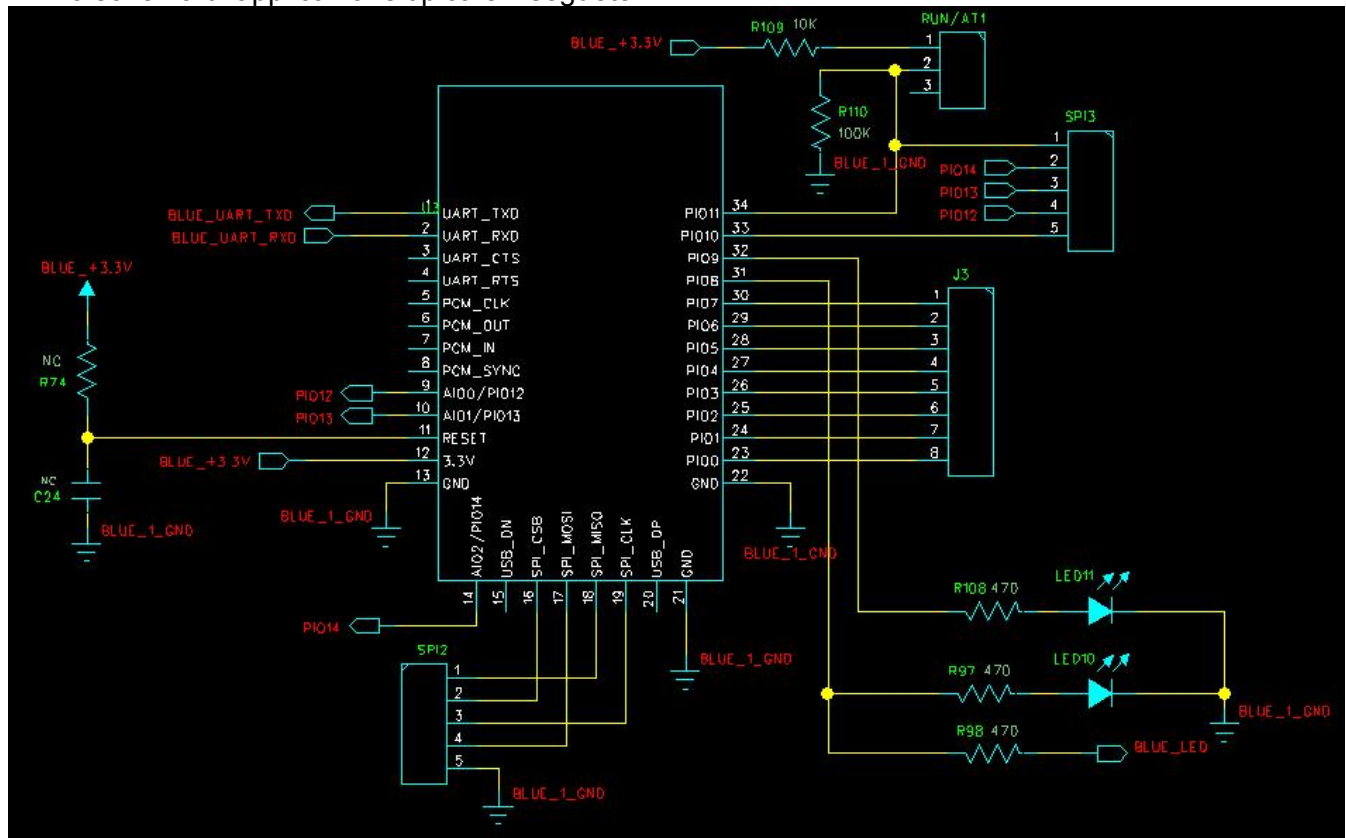 R109 10K
RUN/AT1
BLUE_+3.3V
1
2
3
R110
100K
BLUE_1_GND
SPI3
1
PIO14
2
PIO13
3
PIO12
4
5
U3
BLUE_UART_TXD
1
UART_TXD
BLUE_UART_RXD
2
UART_RXD
3
UART_CTS
4
UART_RTS
5
PCM_CLK
6
PCM_OUT
7
PCM_IN
8
PCM_SYNC
PIO12
9
AIO0/PIO12
PIO13
10
AIO1/PIO13
11
RESET
BLUE_+3.3V
12
3.3V
13
GND
BLUE_1_GND
BLUE_+3.3V
NC
R74
NC
C24
BLUE_1_GND
PIO11
34
PIO10
33
PIO9
32
PIO8
31
PIO7
30
PIO6
29
PIO5
28
PIO4
27
PIO3
26
PIO2
25
PIO1
24
PIO0
23
GND
22
BLUE_1_GND
J3
1
2
3
4
5
6
7
8
AIO2/PIO14
USB_DN
SPI_CSB
SPI_MOSI
SPI_MISO
SPI_CLK
USB_DP
GND
14
15
16
17
18
19
20
21
PIO14
BLUE_1_GND
SPI2
1
2
3
4
5
BLUE_1_GND
R108 470
LED11
R97 470
LED10
BLUE_1_GND
R98 470
BLUE_LED